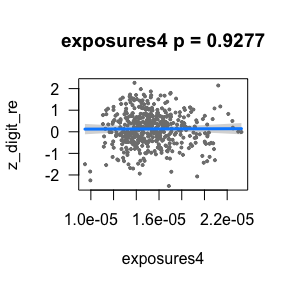 exposures4 p = 0.9277
z_digit_re
2
1
0
-1
-2
1.0e-05 1.6e-05 2.2e-05
exposures4